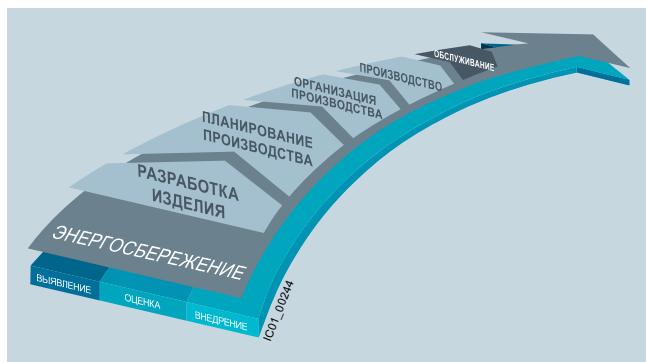 ОБСЛУЖИВАНИЕ
ПРОИЗВОДСТВО
ОРГАНИЗАЦИЯ
ПРОИЗВОДСТВА
ПЛАНИРОВАНИЕ
ПРОИЗВОДСТВА
РАЗРАБОТКА
ИЗДЕЛИЯ
ЭНЕРГОСБЕРЕЖЕНИЕ
ВЫЯВЛЕНИЕ
ОЦЕНКА
ВНЕДРЕНИЕ
IC01_00244